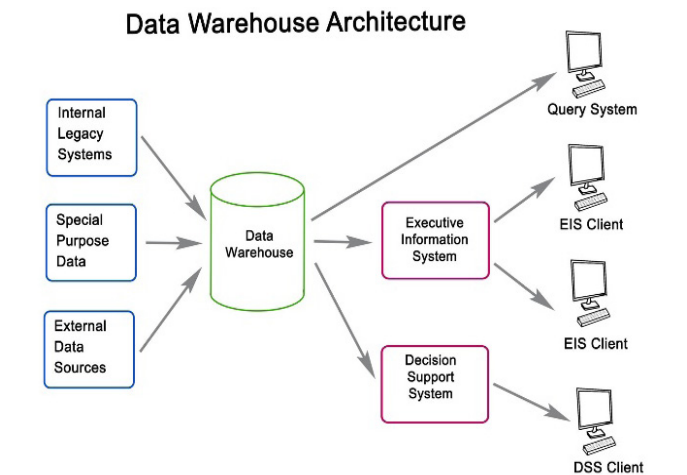 Data Warehouse Architecture
Internal
Legacy
Systems
Special
Purpose
Data
External
Data
Sources
Data
Warehouse
Executive
Information
System
Decision
Support
System
Query System
EIS Client
EIS Client
DSS Client